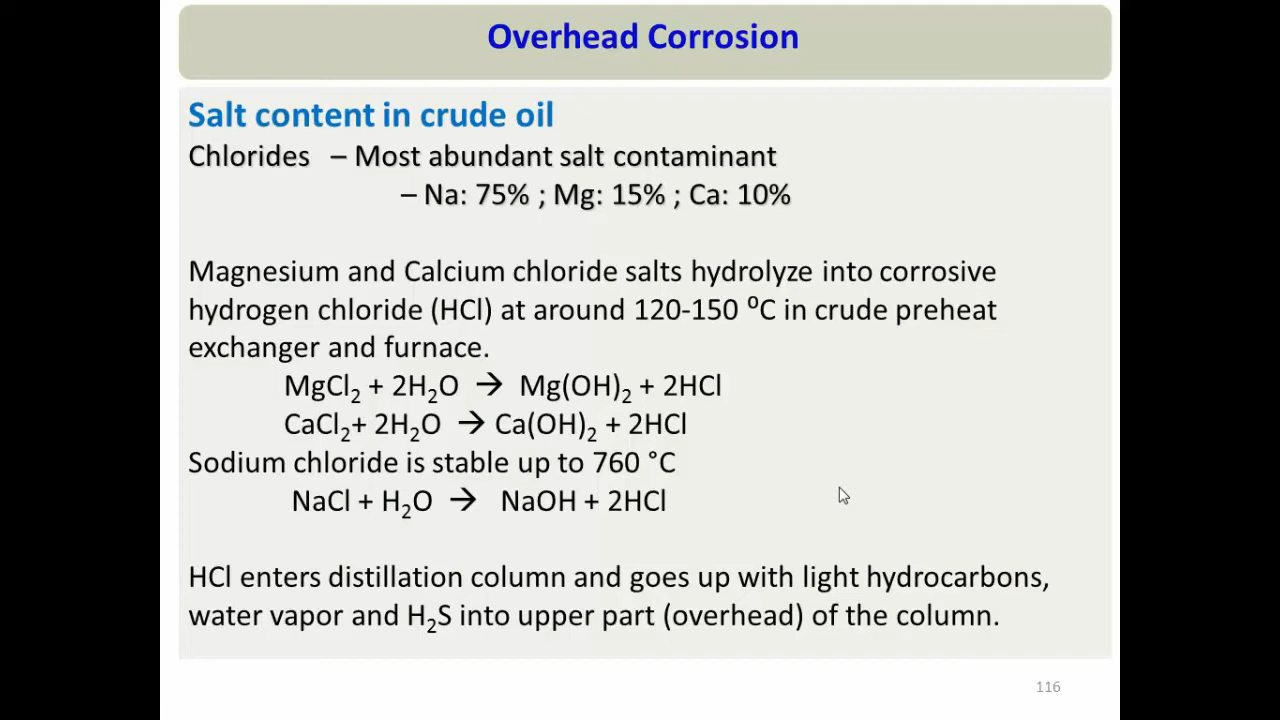 Overhead Corrosion
Salt content in crude oil
Chlorides – Most abundant salt contaminant
– Na: 75% ; Mg: 15% ; Ca: 10%
Magnesium and Calcium chloride salts hydrolyze into corrosive
hydrogen chloride (HCl) at around 120-150 ⁰C in crude preheat
exchanger and furnace.
MgCl₂ + 2H₂O → Mg(OH)₂ + 2HCl
CaCl₂+ 2H₂O → Ca(OH)₂ + 2HCl
Sodium chloride is stable up to 760 °C
NaCl + H₂O → NaOH + 2HCl
HCl enters distillation column and goes up with light hydrocarbons,
water vapor and H₂S into upper part (overhead) of the column.
116